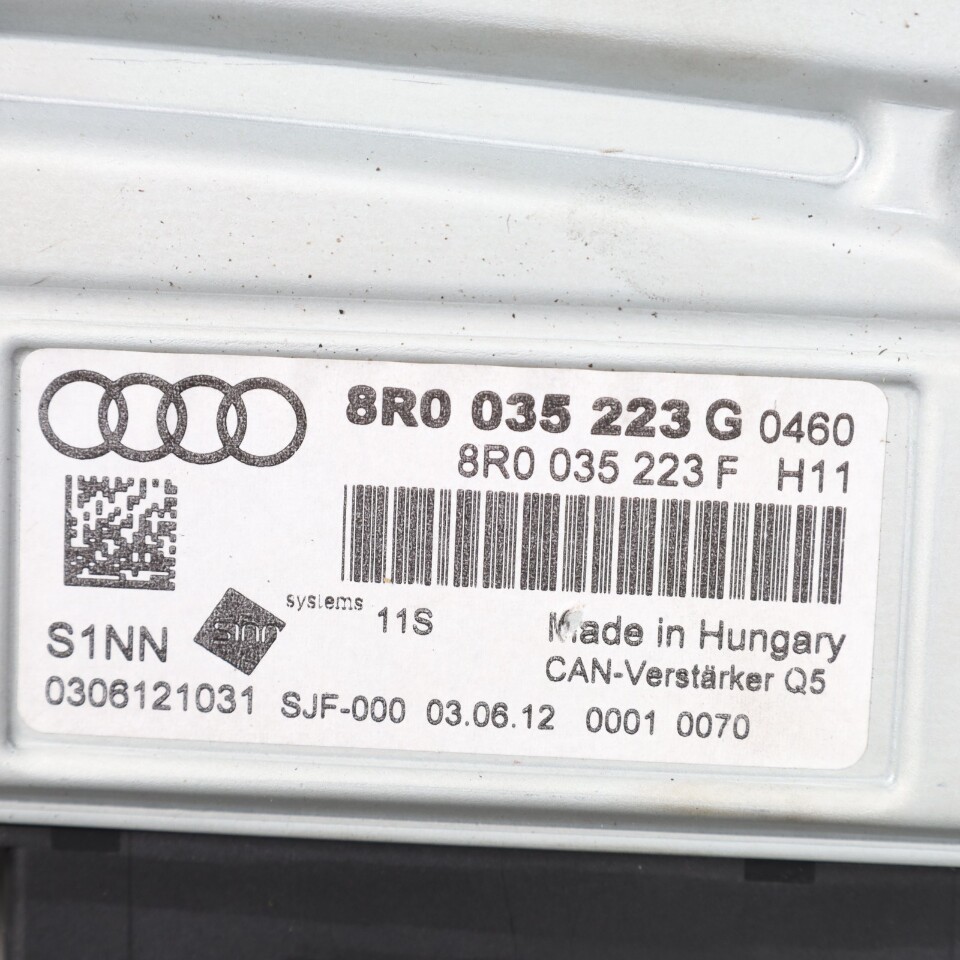 8R0 035 223 G 0460
8R0 035 223 F H11
sinn systems 11S
Made in Hungary
S1NN
CAN-Verstärker Q5
0306121031 SJF-000 03.06.12 0001 0070